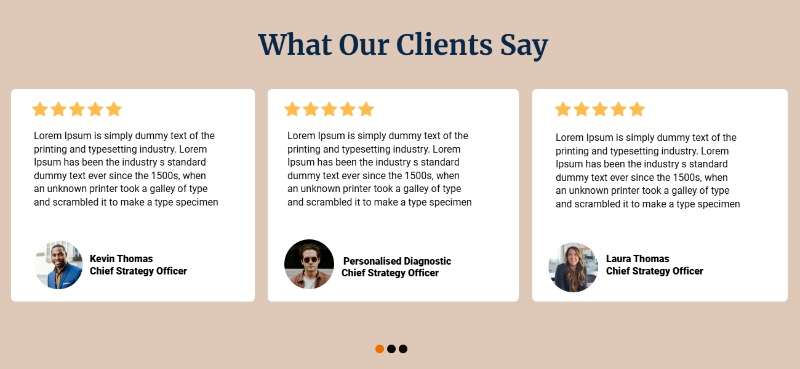 What Our Clients Say
Lorem Ipsum is simply dummy text of the
printing and typesetting industry. Lorem
Ipsum has been the industry s standard
dummy text ever since the 1500s, when
an unknown printer took a galley of type
and scrambled it to make a type specimen
Kevin Thomas
Chief Strategy Officer
Lorem Ipsum is simply dummy text of the
printing and typesetting industry. Lorem
Ipsum has been the industry s standard
dummy text ever since the 1500s, when
an unknown printer took a galley of type
and scrambled it to make a type specimen
Personalised Diagnostic
Chief Strategy Officer
Lorem Ipsum is simply dummy text of the
printing and typesetting industry. Lorem
Ipsum has been the industry s standard
dummy text ever since the 1500s, when
an unknown printer took a galley of type
and scrambled it to make a type specimen
Laura Thomas
Chief Strategy Officer